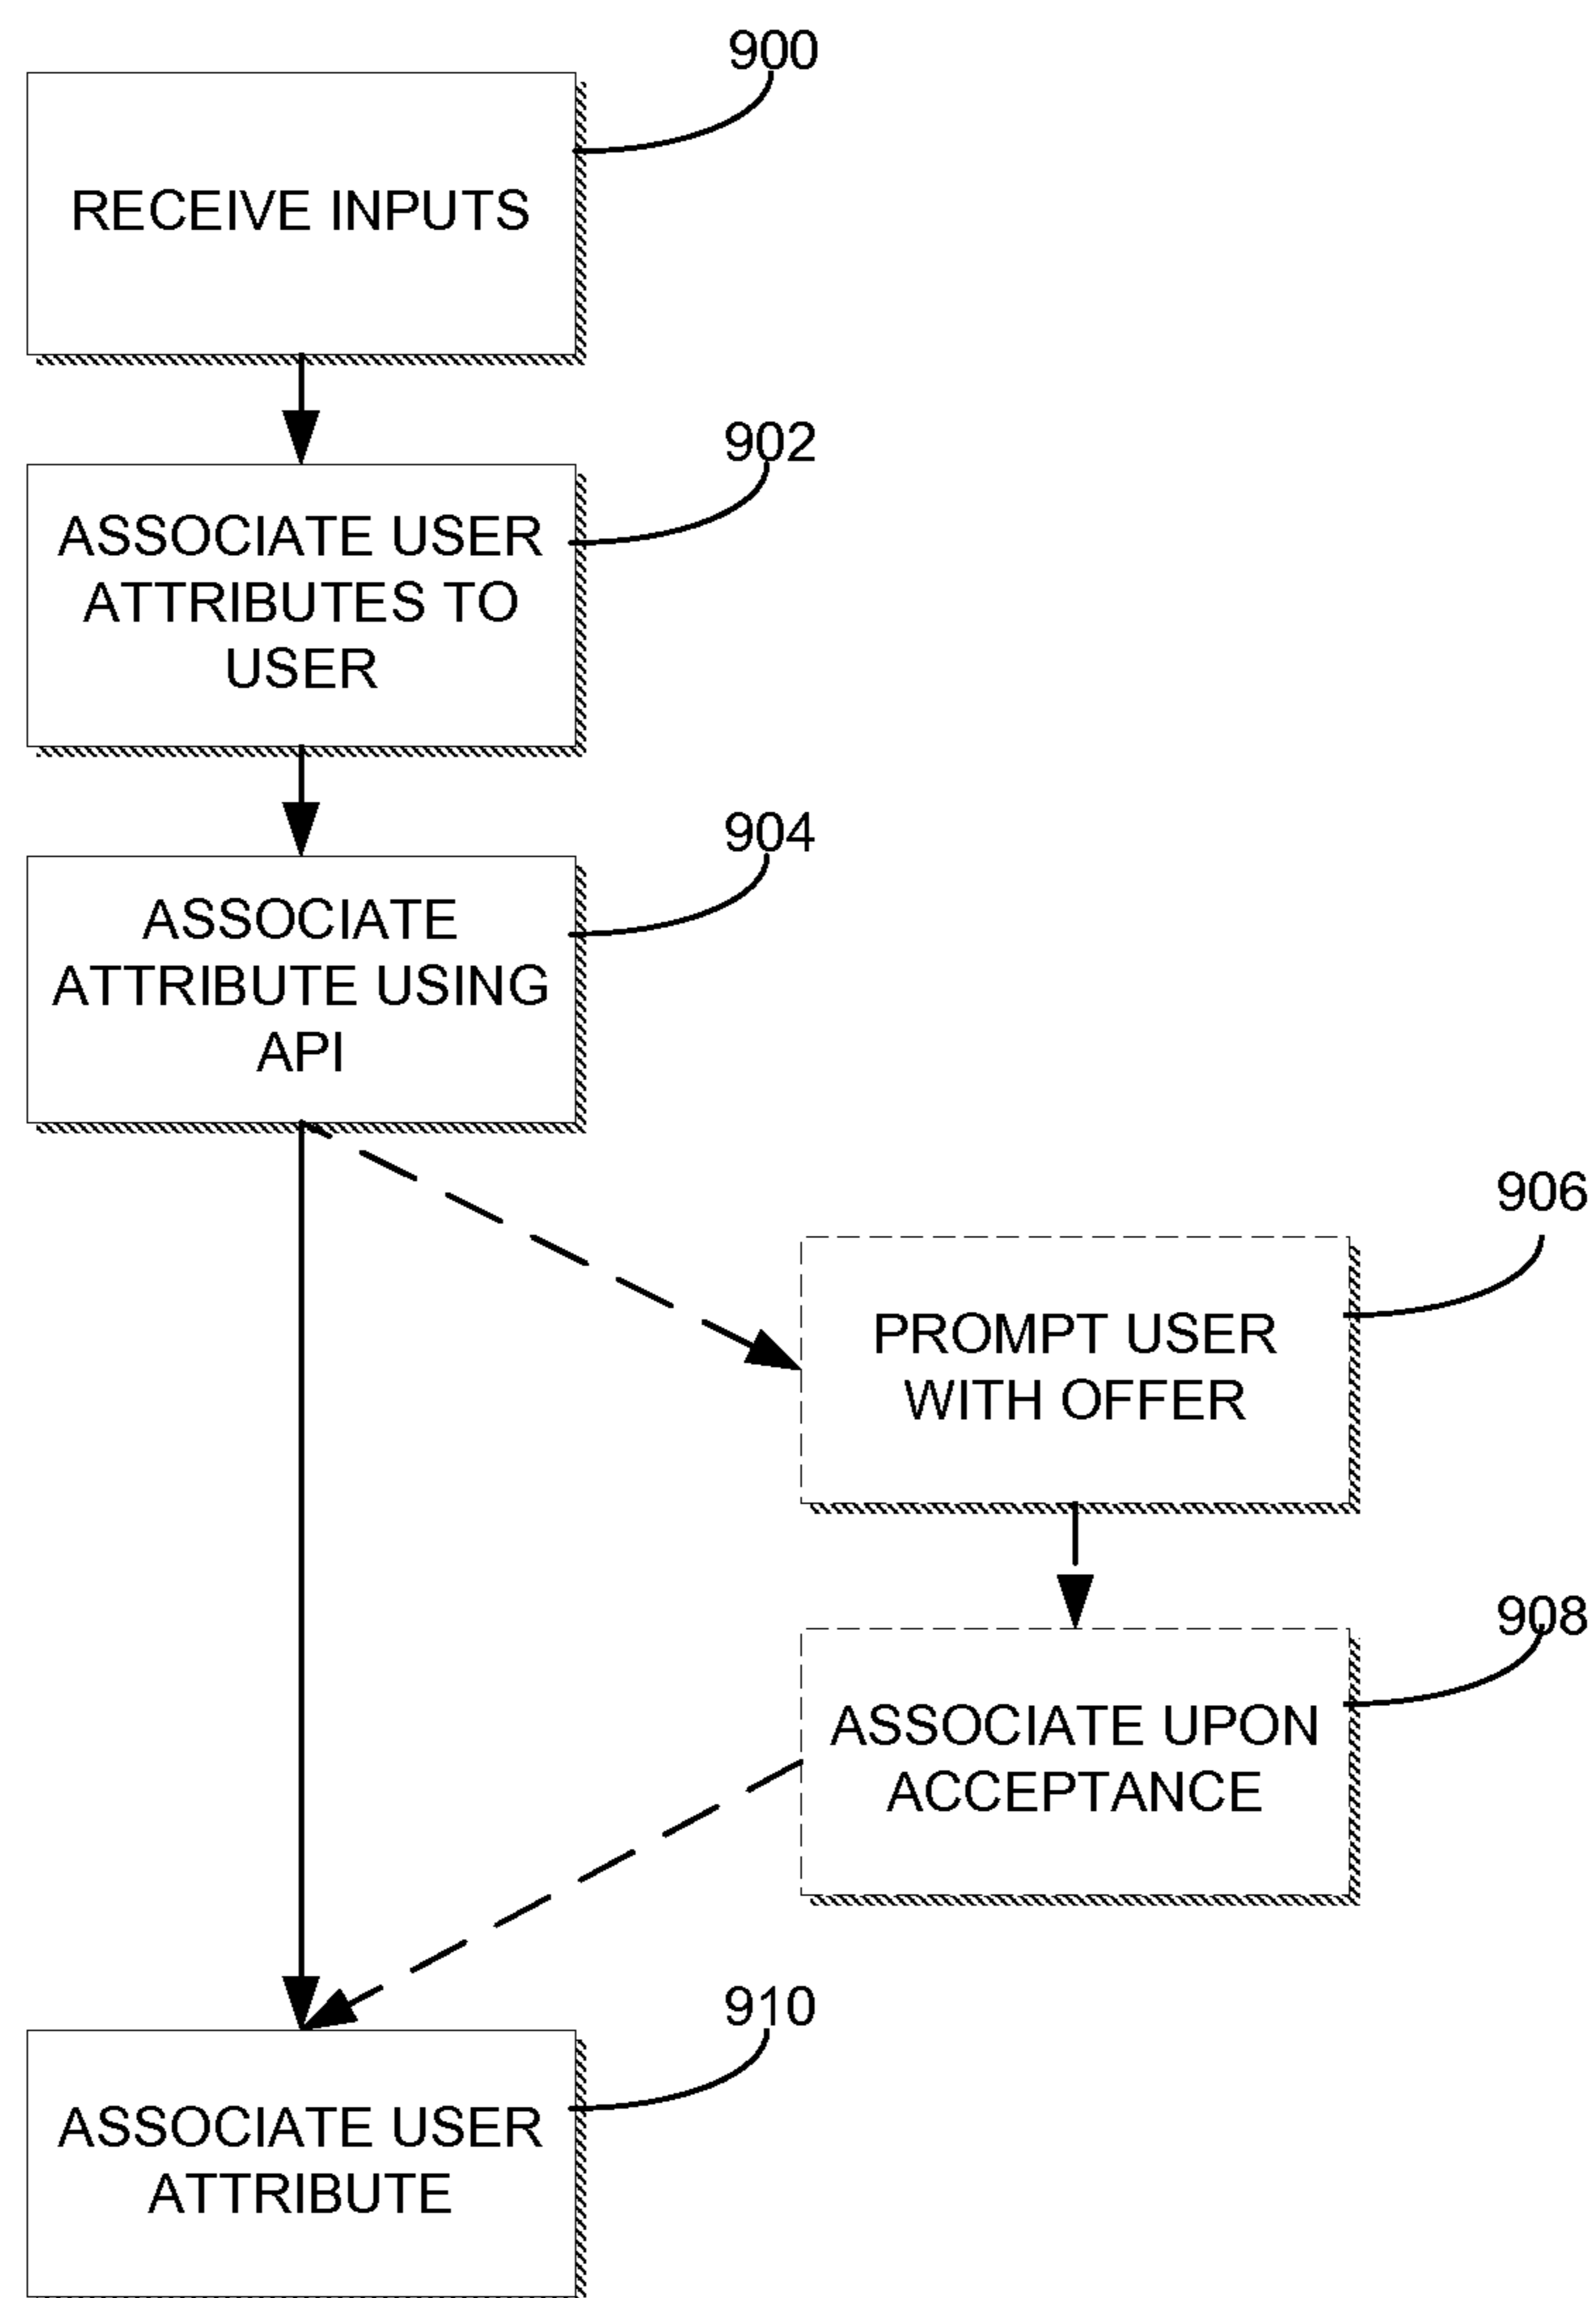 900
RECEIVE INPUTS
902
ASSOCIATE USER
ATTRIBUTES TO
USER
904
ASSOCIATE
ATTRIBUTE USING
API
906
PROMPT USER
WITH OFFER
908
ASSOCIATE UPON
ACCEPTANCE
910
ASSOCIATE USER
ATTRIBUTE